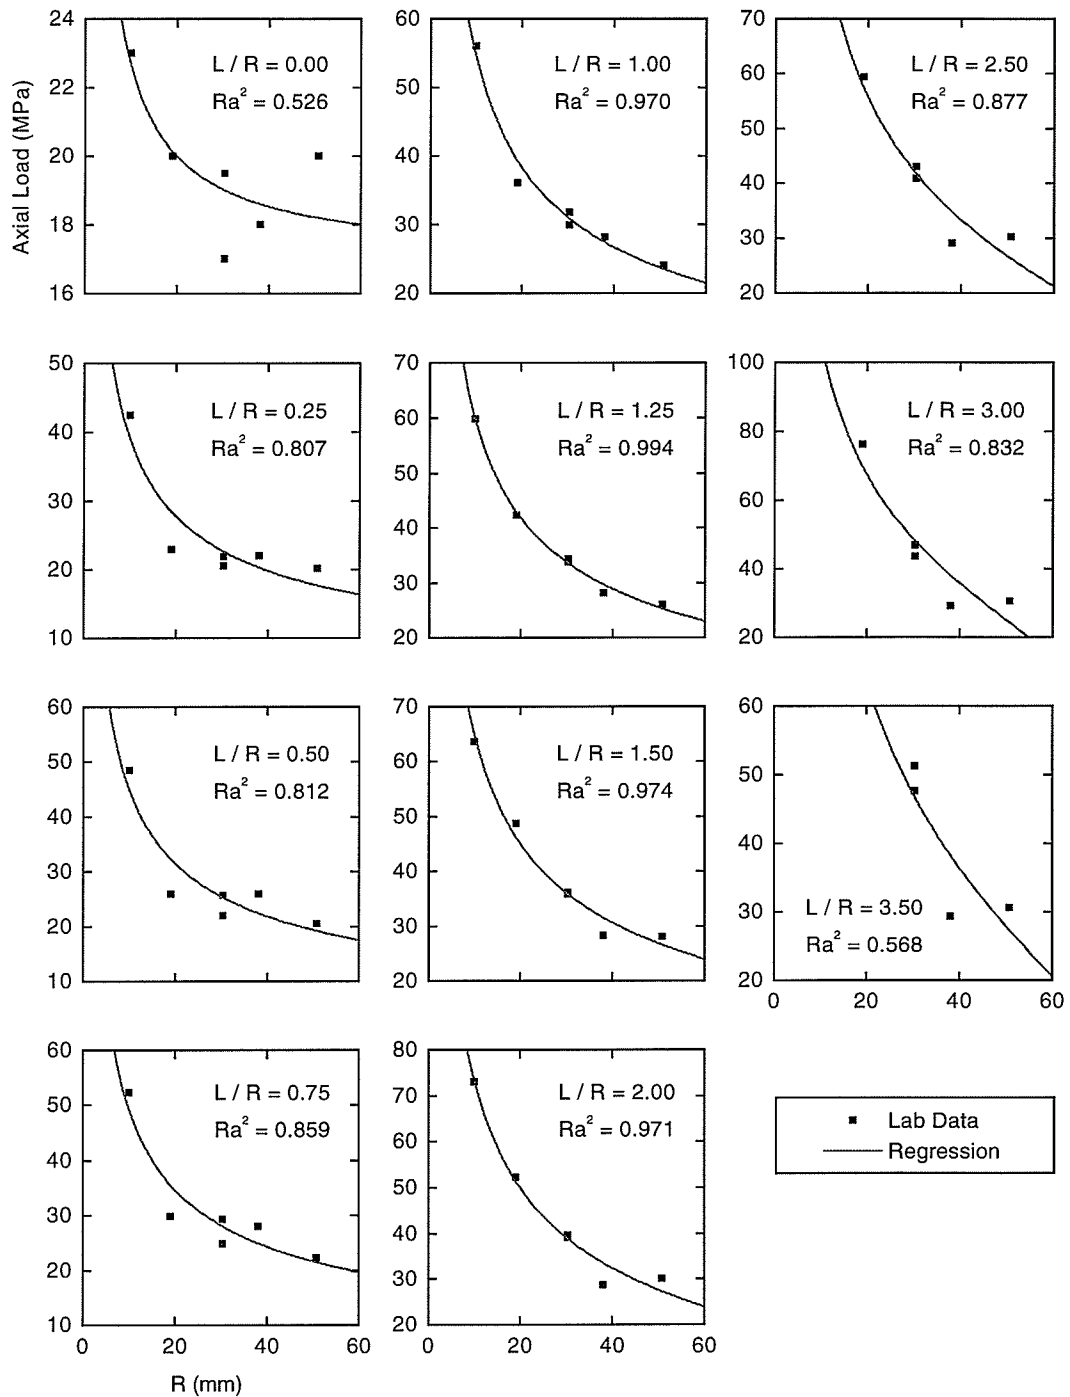 Axial Load (MPa)
24
22
20
18
16
L / R = 0.00
Ra² = 0.526
60
50
40
30
20
L / R = 1.00
Ra² = 0.970
70
60
50
40
30
20
L / R = 2.50
Ra² = 0.877
50
40
30
20
10
L / R = 0.25
Ra² = 0.807
70
60
50
40
30
20
L / R = 1.25
Ra² = 0.994
100
80
60
40
20
L / R = 3.00
Ra² = 0.832
60
50
40
30
20
10
L / R = 0.50
Ra² = 0.812
70
60
50
40
30
20
L / R = 1.50
Ra² = 0.974
60
50
40
30
20
L / R = 3.50
Ra² = 0.568
0 20 40 60
60
50
40
30
20
10
L / R = 0.75
Ra² = 0.859
0 20 40 60
R (mm)
80
70
60
50
40
30
20
L / R = 2.00
Ra² = 0.971
0 20 40 60
Lab Data
Regression